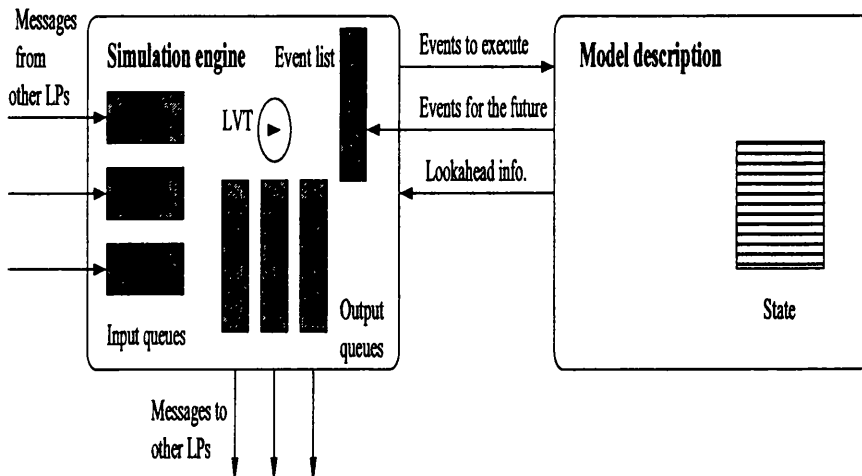 Messages
from
other LPs
Simulation engine
Event list
LVT
Input queues
Output
queues
Messages to
other LPs
Events to execute
Events for the future
Lookahead info.
Model description
State